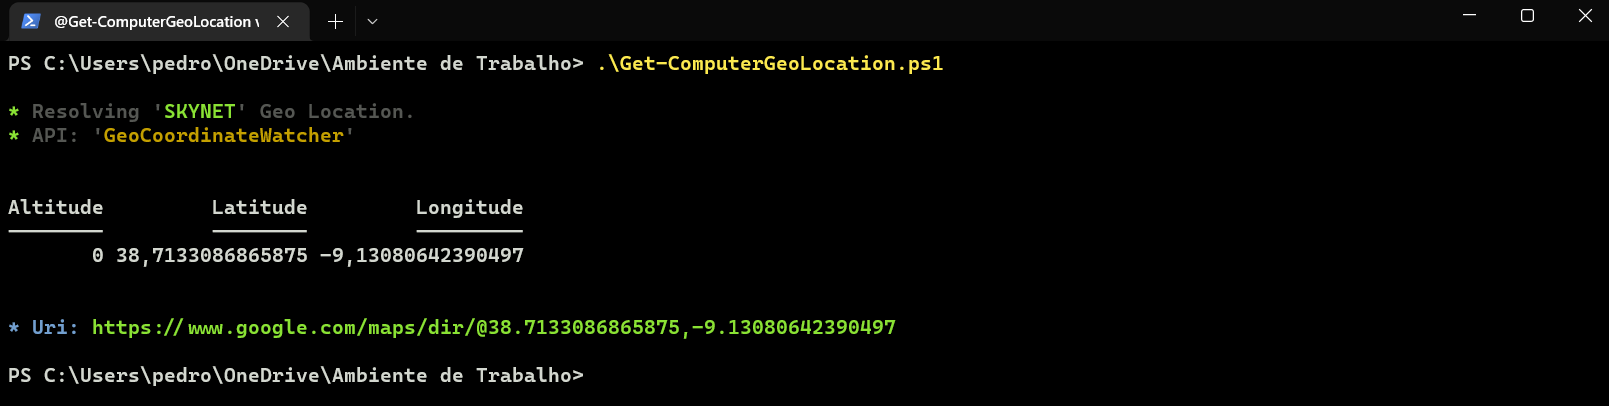 @Get-ComputerGeoLocation
PS C:\Users\pedro\OneDrive\Ambiente de Trabalho> .\Get-ComputerGeoLocation.ps1
* Resolving 'SKYNET' Geo Location.
* API: 'GeoCoordinateWatcher'
Altitude Latitude Longitude
-------- -------- ---------
0 38,7133086865875 -9,13080642390497
* Uri: https://www.google.com/maps/dir/@38.7133086865875,-9.13080642390497
PS C:\Users\pedro\OneDrive\Ambiente de Trabalho>